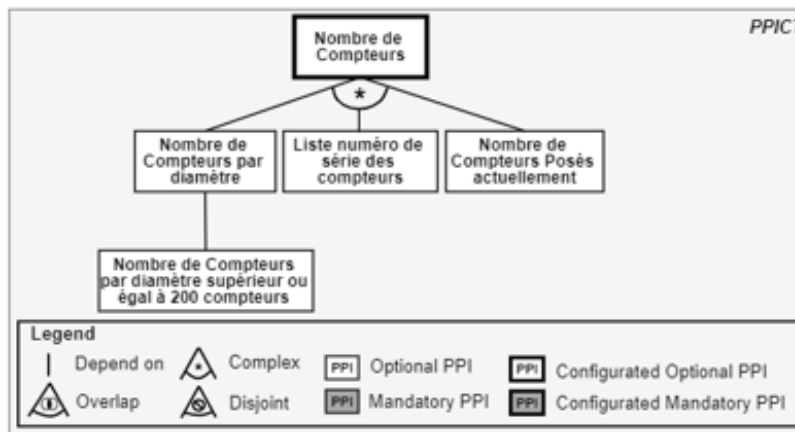 PPICT
Nombre de
Compteurs
*
Nombre de
Compteurs par
diamètre
Liste numéro de
série des
compteurs
Nombre de
Compteurs Posés
actuellement
Nombre de Compteurs
par diamètre supérieur ou
égal à 200 compteurs
Legend
Depend on
Complex
PPI Optional PPI
PPI Configurated Optional PPI
Overlap
Disjoint
PPI Mandatory PPI
PPI Configurated Mandatory PPI